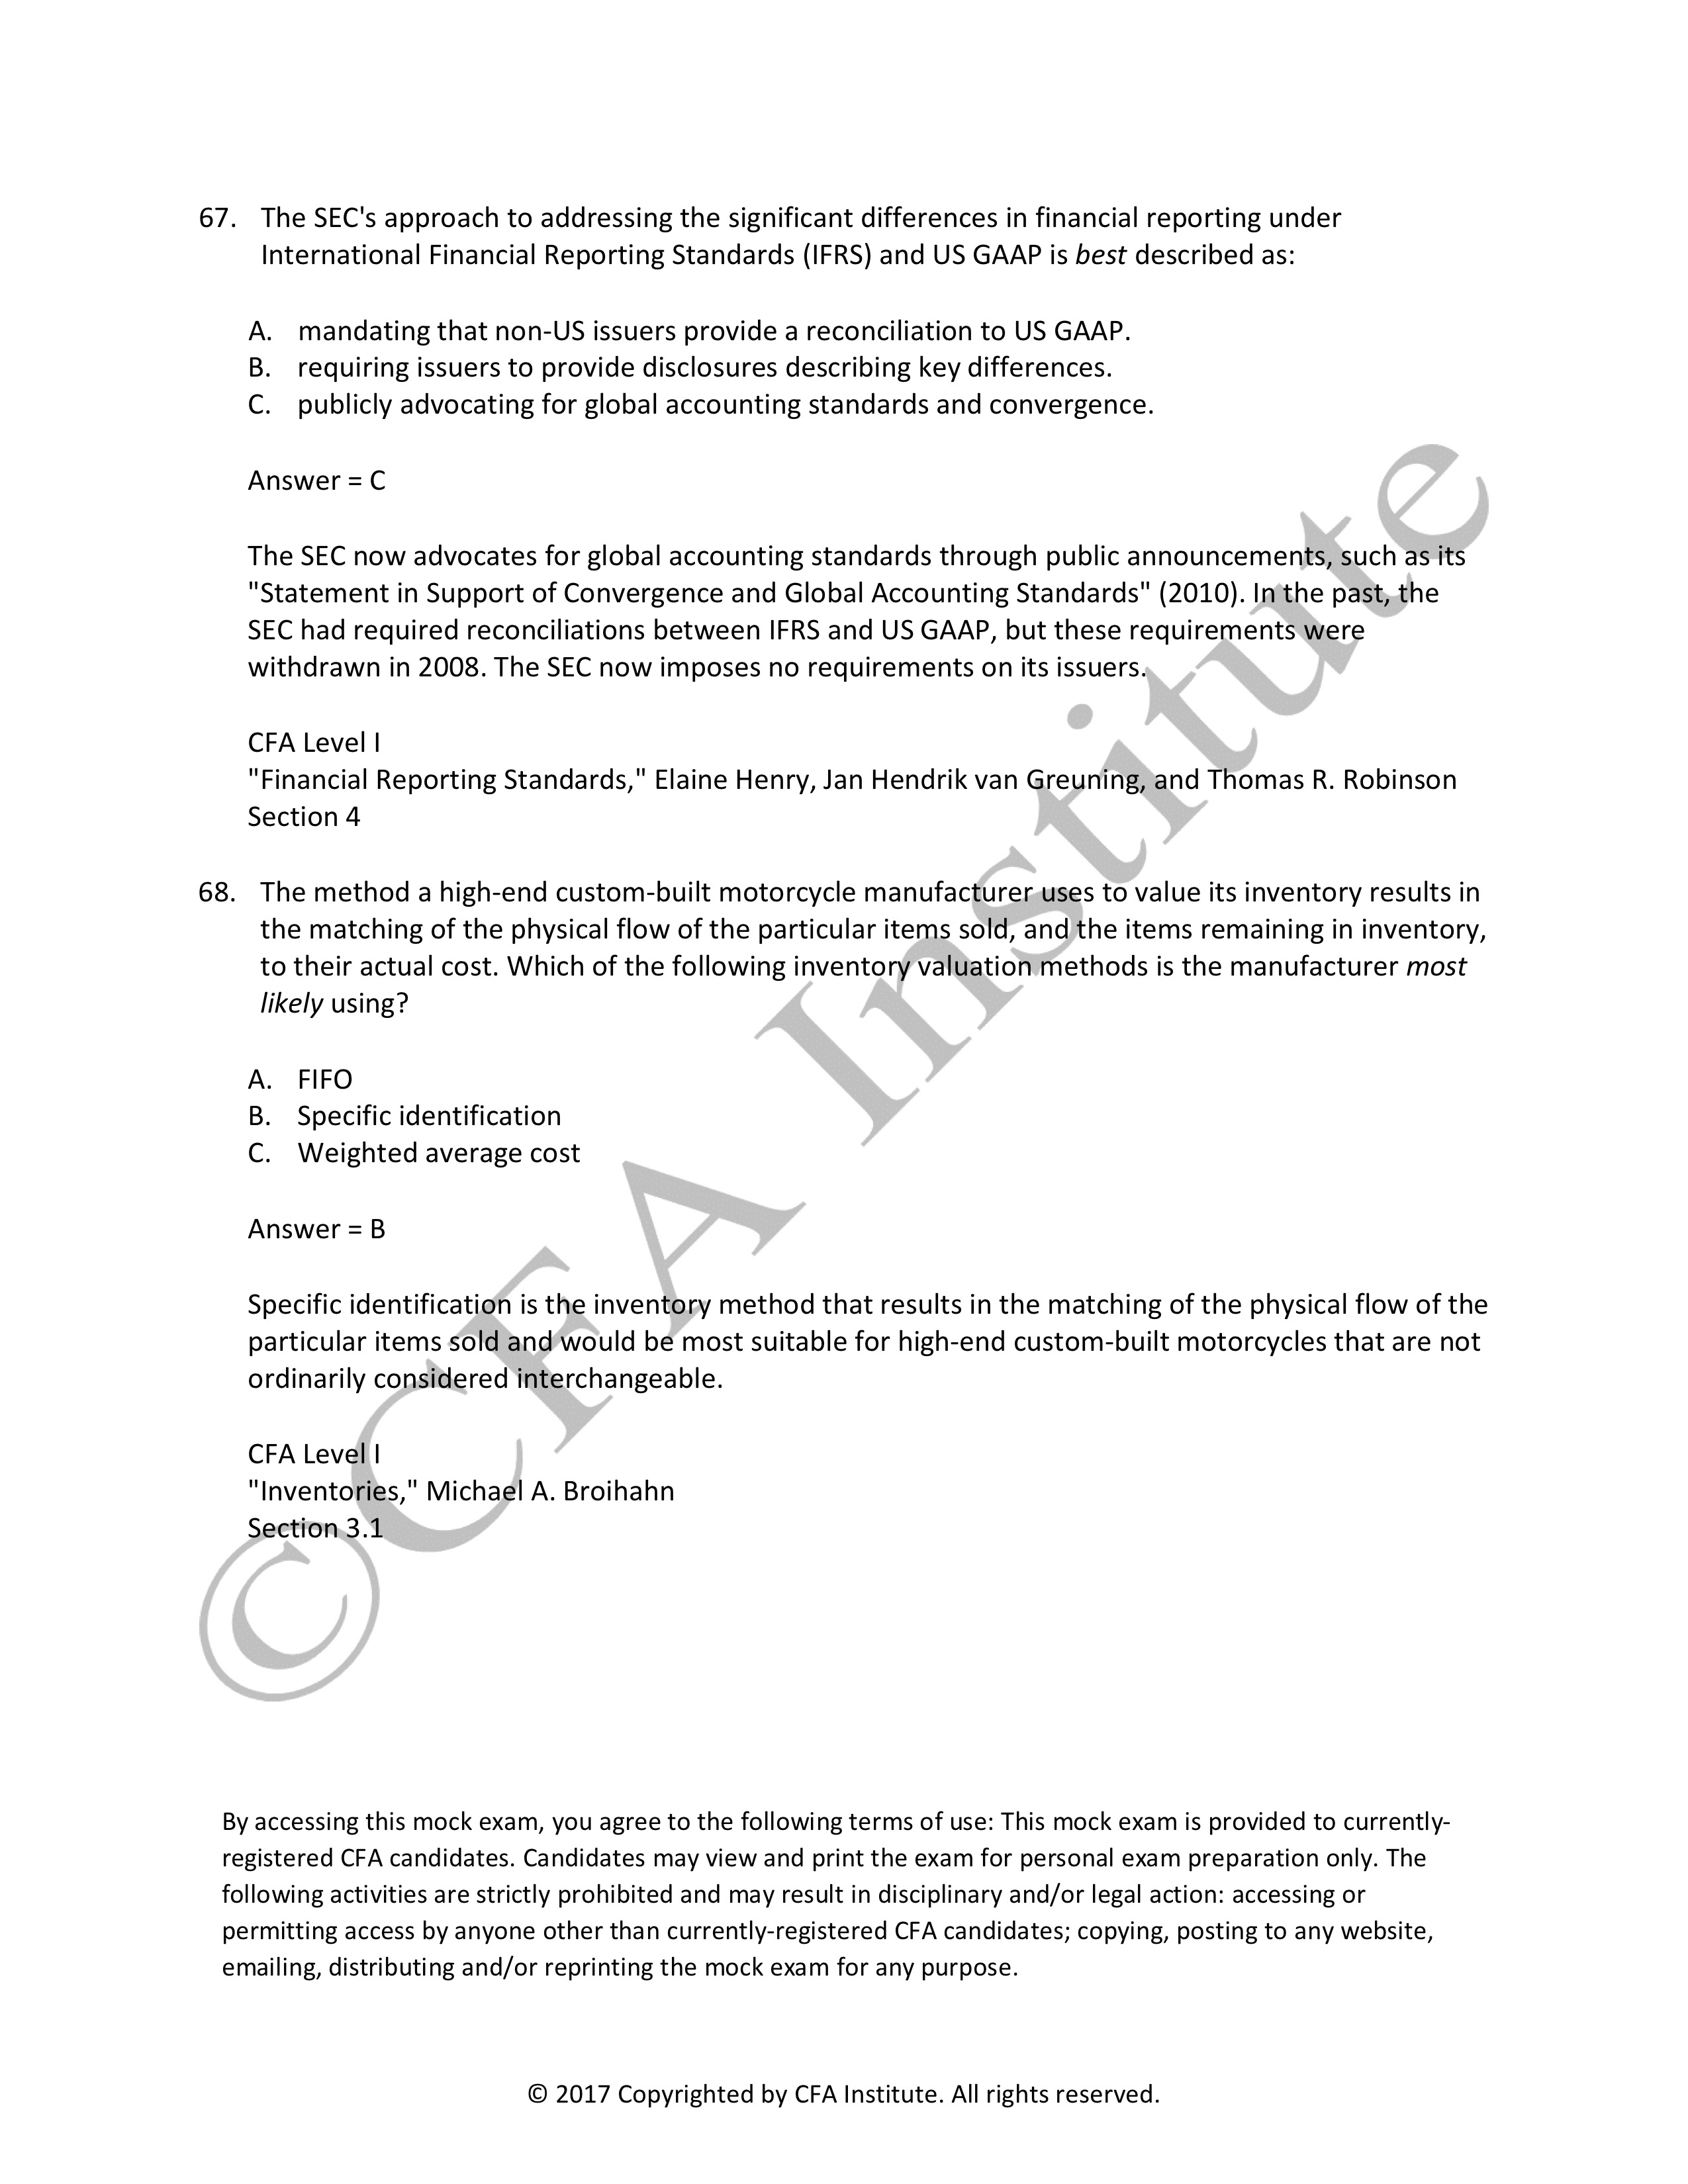 67. The SEC's approach to addressing the significant differences in financial reporting under
International Financial Reporting Standards (IFRS) and US GAAP is best described as:
A. mandating that non-US issuers provide a reconciliation to US GAAP.
B. requiring issuers to provide disclosures describing key differences.
C. publicly advocating for global accounting standards and convergence.
Answer = C
The SEC now advocates for global accounting standards through public announcements, such as its
"Statement in Support of Convergence and Global Accounting Standards" (2010). In the past, the
SEC had required reconciliations between IFRS and US GAAP, but these requirements were
withdrawn in 2008. The SEC now imposes no requirements on its issuers.
CFA Level I
"Financial Reporting Standards," Elaine Henry, Jan Hendrik van Greuning, and Thomas R. Robinson
Section 4
68. The method a high-end custom-built motorcycle manufacturer uses to value its inventory results in
the matching of the physical flow of the particular items sold, and the items remaining in inventory,
to their actual cost. Which of the following inventory valuation methods is the manufacturer most
likely using?
A. FIFO
B. Specific identification
C. Weighted average cost
Answer = B
Specific identification is the inventory method that results in the matching of the physical flow of the
particular items sold and would be most suitable for high-end custom-built motorcycles that are not
ordinarily considered interchangeable.
CFA Level I
"Inventories," Michael A. Broihahn
Section 3.1
©CFA Institute
By accessing this mock exam, you agree to the following terms of use: This mock exam is provided to currently-
registered CFA candidates. Candidates may view and print the exam for personal exam preparation only. The
following activities are strictly prohibited and may result in disciplinary and/or legal action: accessing or
permitting access by anyone other than currently-registered CFA candidates; copying, posting to any website,
emailing, distributing and/or reprinting the mock exam for any purpose.
© 2017 Copyrighted by CFA Institute. All rights reserved.